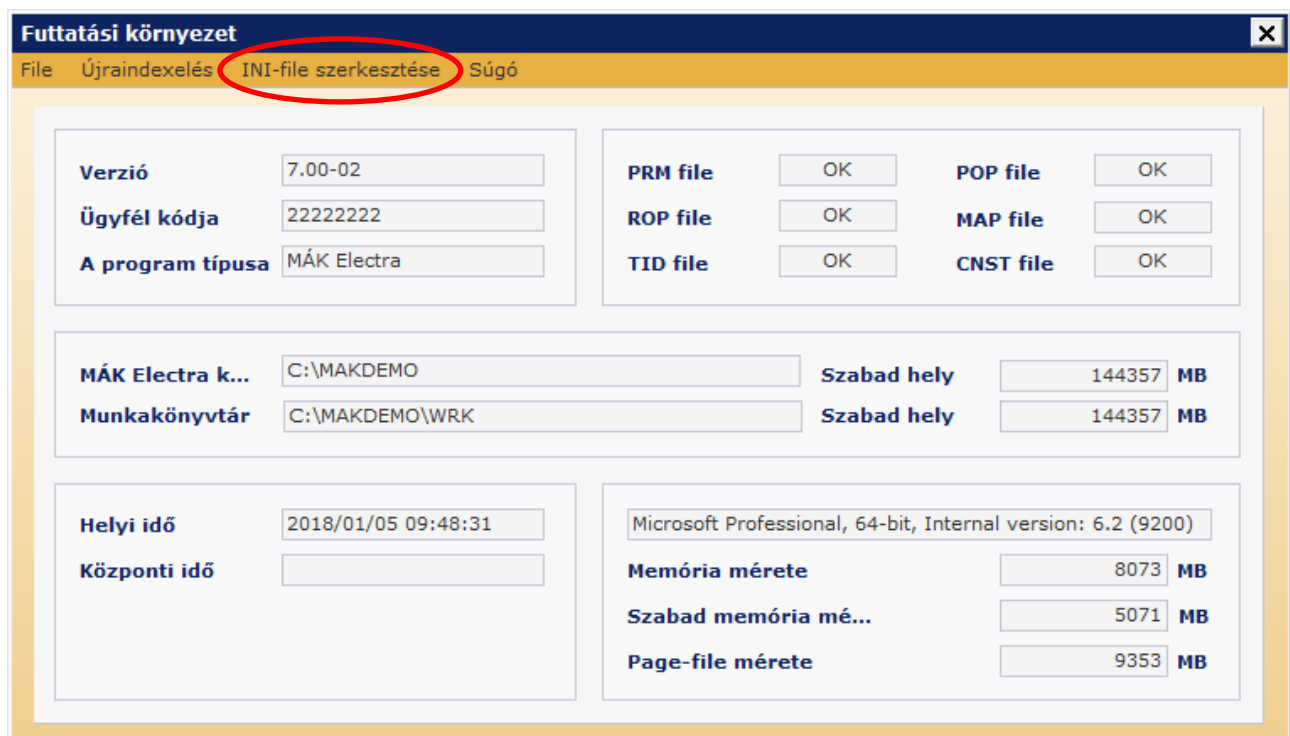 Futtatási környezet
File Újraindexelés INI-file szerkesztése Súgó
Verzió 7.00-02
Ügyfél kódja 22222222
A program típusa MÁK Electra
PRM file OK POP file OK
ROP file OK MAP file OK
TID file OK CNST file OK
MÁK Electra k... C:\MAKDEMO Szabad hely 144357 MB
Munkakönyvtár C:\MAKDEMO\WRK Szabad hely 144357 MB
Helyi idő 2018/01/05 09:48:31
Központi idő
Microsoft Professional, 64-bit, Internal version: 6.2 (9200)
Memória mérete 8073 MB
Szabad memória mé... 5071 MB
Page-file mérete 9353 MB